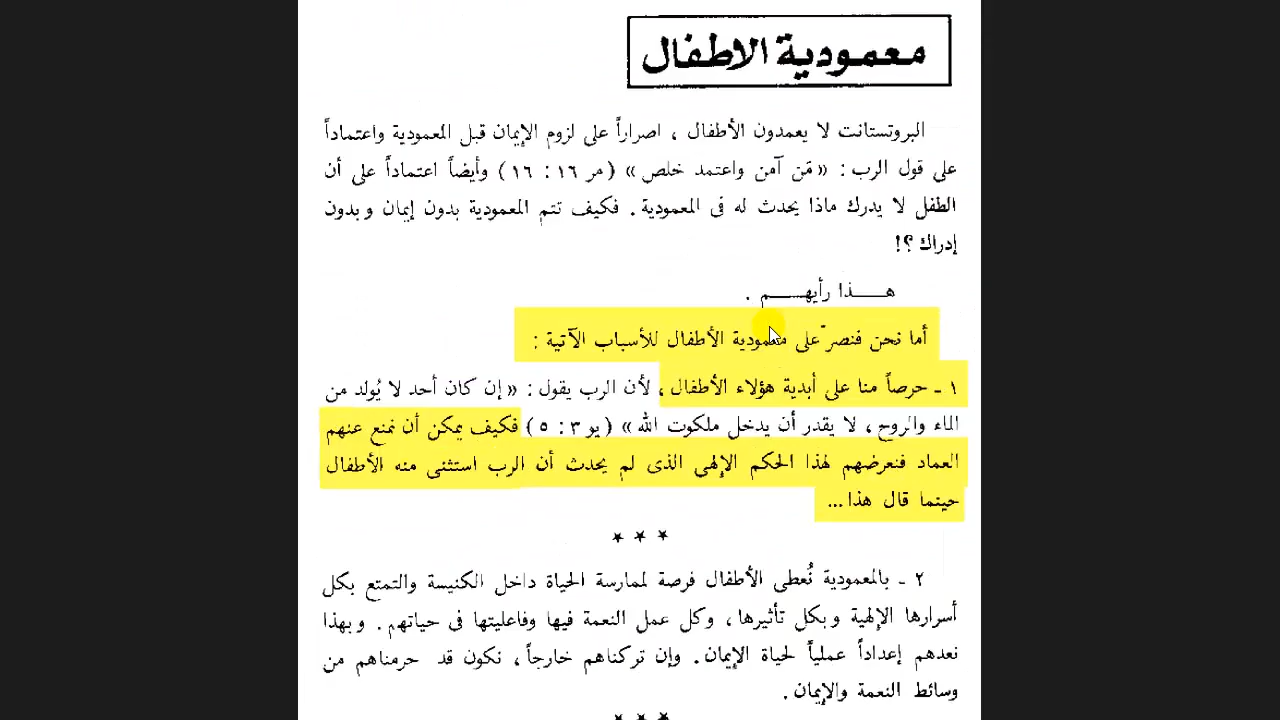 معمودية الاطفال
البروتستانت لا يعمدون الأطفال ، اصراراً على لزوم الإيمان قبل المعمودية واعتماداً
على قول الرب : «مَن آمن واعتمد خلص» (مر ١٦ : ١٦) وأيضاً اعتماداً على أن
الطفل لا يدرك ماذا يحدث له فى المعمودية . فكيف تتم المعمودية بدون إيمان وبدون
إدراك ؟!
هـــذا رأيهـــم .
أما نحن فنصرّ على معمودية الأطفال للأسباب الآتية :
١ ـ حرصاً منا على أبدية هؤلاء الأطفال ، لأن الرب يقول : «إن كان أحد لا يُولد من
الماء والروح ، لا يقدر أن يدخل ملكوت الله» (يو ٣ : ٥) فكيف يمكن أن نمنع عنهم
العماد فنعرضهم لهذا الحكم الإلهى الذى لم يحدث أن الرب استثنى منه الأطفال
حينما قال هذا ...
★ ★ ★
٢ ـ بالمعمودية نُعطى الأطفال فرصة لممارسة الحياة داخل الكنيسة والتمتع بكل
أسرارها الإلهية وبكل تأثيرها ، وكل عمل النعمة فيها وفاعليتها فى حياتهم . وبهذا
نعدهم إعداداً عملياً لحياة الإيمان . وإن تركناهم خارجاً ، نكون قد حرمناهم من
وسائط النعمة والإيمان .
★ ★ ★